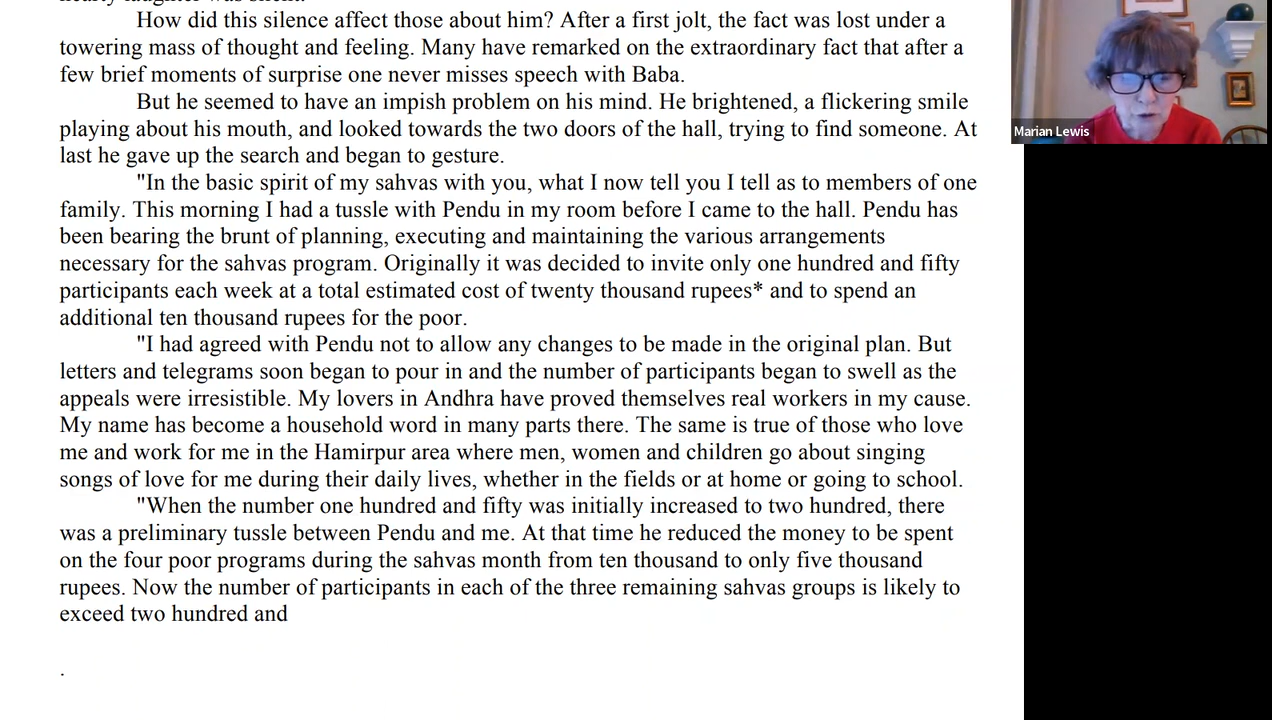 hearty laughter was silent.
How did this silence affect those about him? After a first jolt, the fact was lost under a
towering mass of thought and feeling. Many have remarked on the extraordinary fact that after a
few brief moments of surprise one never misses speech with Baba.
But he seemed to have an impish problem on his mind. He brightened, a flickering smile
playing about his mouth, and looked towards the two doors of the hall, trying to find someone. At
last he gave up the search and began to gesture.
"In the basic spirit of my sahvas with you, what I now tell you I tell as to members of one
family. This morning I had a tussle with Pendu in my room before I came to the hall. Pendu has
been bearing the brunt of planning, executing and maintaining the various arrangements
necessary for the sahvas program. Originally it was decided to invite only one hundred and fifty
participants each week at a total estimated cost of twenty thousand rupees* and to spend an
additional ten thousand rupees for the poor.
"I had agreed with Pendu not to allow any changes to be made in the original plan. But
letters and telegrams soon began to pour in and the number of participants began to swell as the
appeals were irresistible. My lovers in Andhra have proved themselves real workers in my cause.
My name has become a household word in many parts there. The same is true of those who love
me and work for me in the Hamirpur area where men, women and children go about singing
songs of love for me during their daily lives, whether in the fields or at home or going to school.
"When the number one hundred and fifty was initially increased to two hundred, there
was a preliminary tussle between Pendu and me. At that time he reduced the money to be spent
on the four poor programs during the sahvas month from ten thousand to only five thousand
rupees. Now the number of participants in each of the three remaining sahvas groups is likely to
exceed two hundred and
.
Marian Lewis